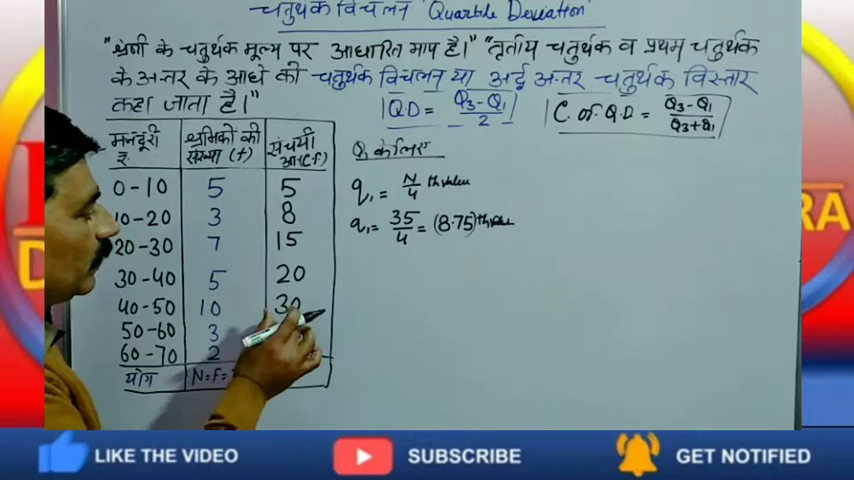 चतुर्थक विचलन "Quartile Deviation"
"श्रेणी के चतुर्थक मूल्य पर आधारित माप है।" "तृतीय चतुर्थक व प्रथम चतुर्थक
के अन्तर के आधे को चतुर्थक विचलन या अर्द्ध अन्तर चतुर्थक विस्तार
कहा जाता है।"
Q.D = Q3-Q1/2
C. of Q.D = Q3-Q1/Q3+Q1
मजदूरी रु. श्रमिकों की संख्या (f) संचयी आ.(C.f)
0-10 5 5
10-20 3 8
20-30 7 15
30-40 5 20
40-50 10 30
50-60 3
60-70 2
योग N=F=
Q1 के लिए
q1 = N/4 th value
q1 = 35/4 = (8.75)th value
LIKE THE VIDEO
SUBSCRIBE
GET NOTIFIED